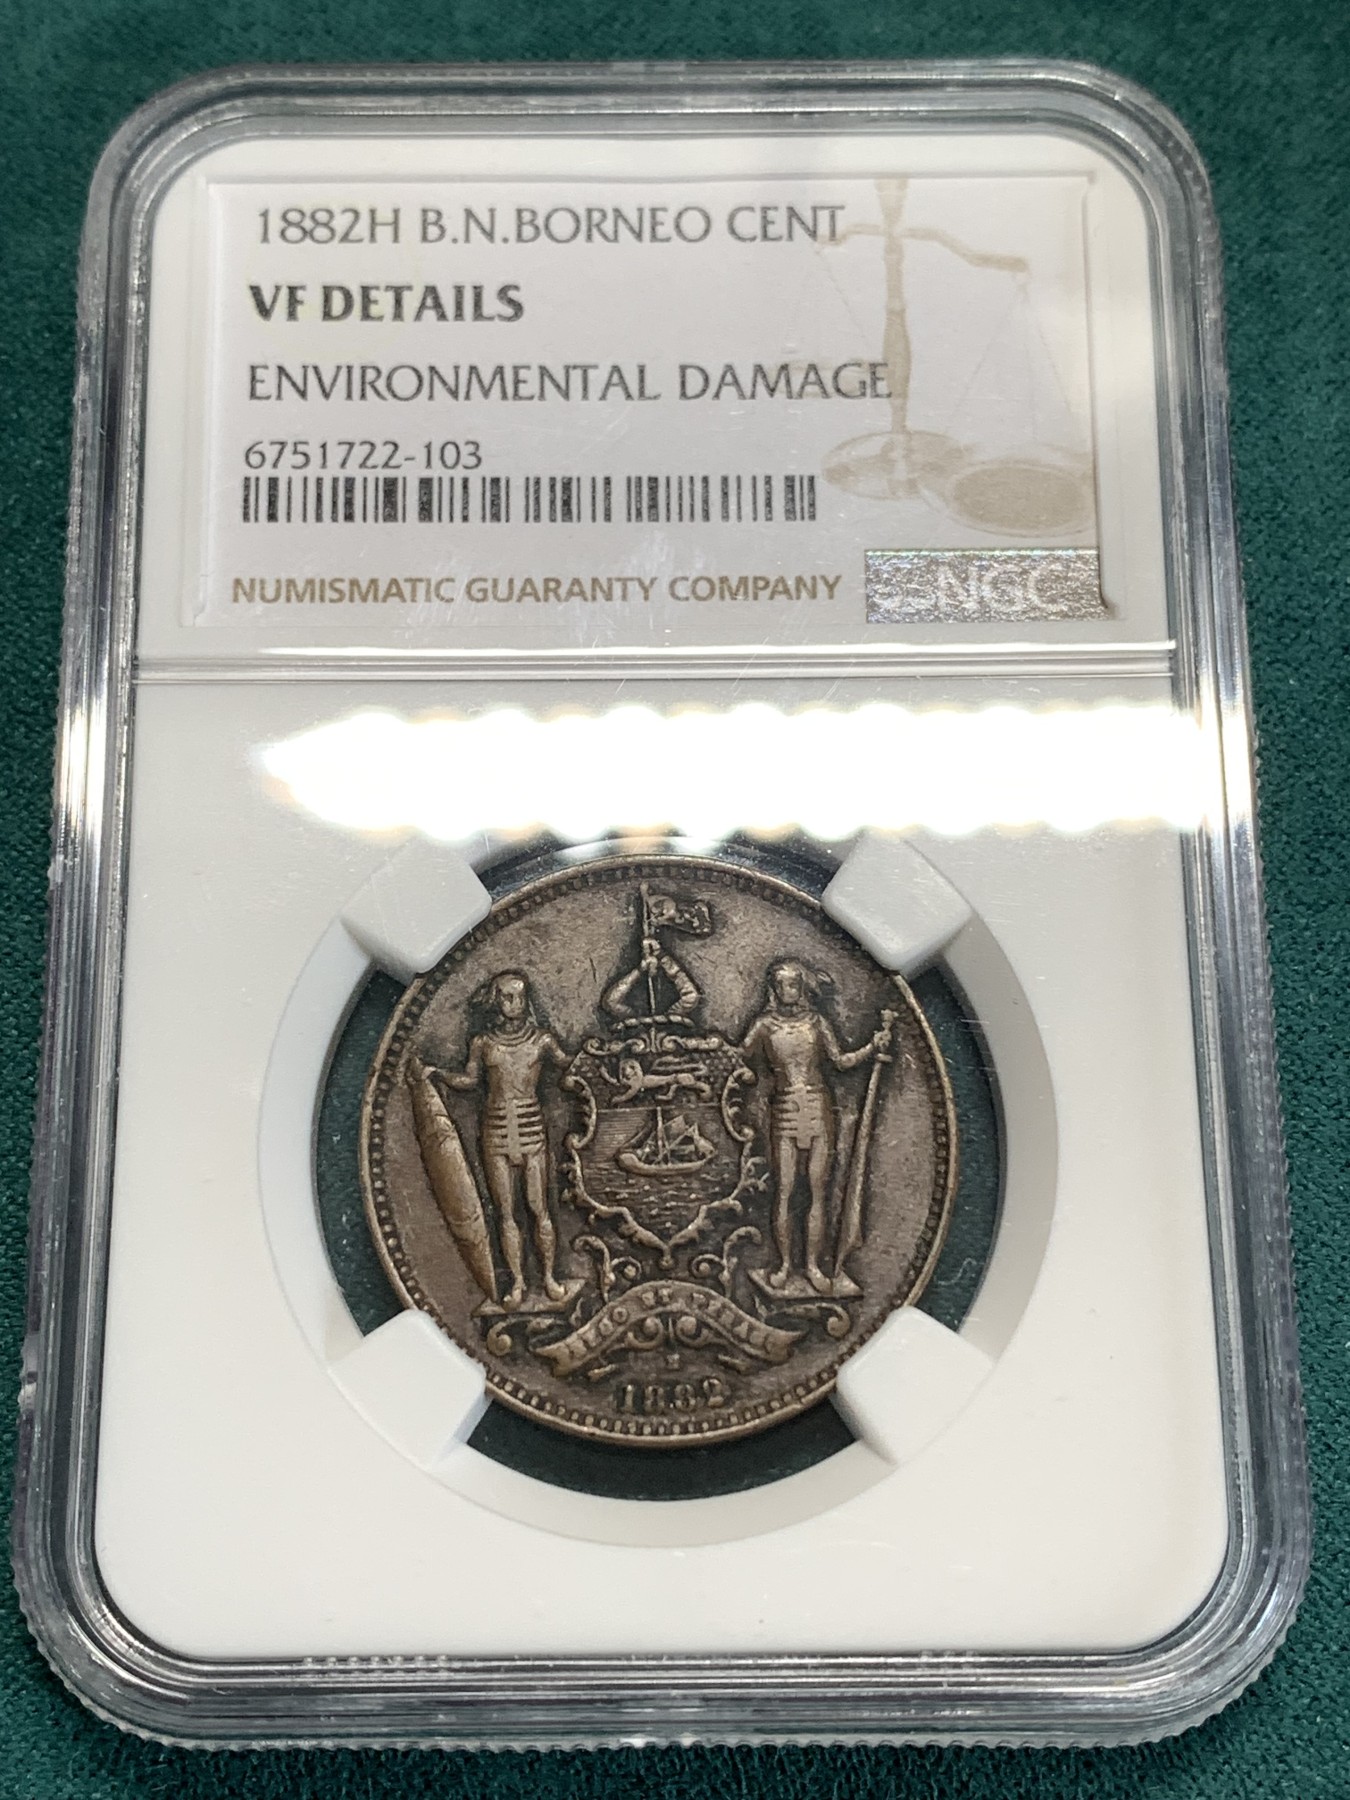 1882H B.N.BORNEO CENT
VF DETAILS
ENVIRONMENTAL DAMAGE
6751722-103
NUMISMATIC GUARANTY COMPANY
NGC
H
1882